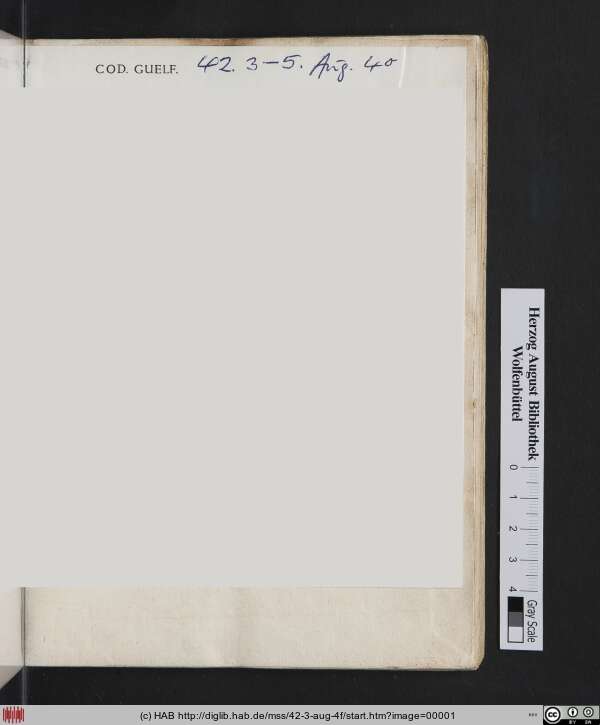 COD. GUELF. 42. 3–5. Aug. 4º
Herzog August Bibliothek
Wolfenbüttel
0 1 2 3 4
Gray Scale
(c) HAB http://diglib.hab.de/mss/42-3-aug-4f/start.htm?image=00001